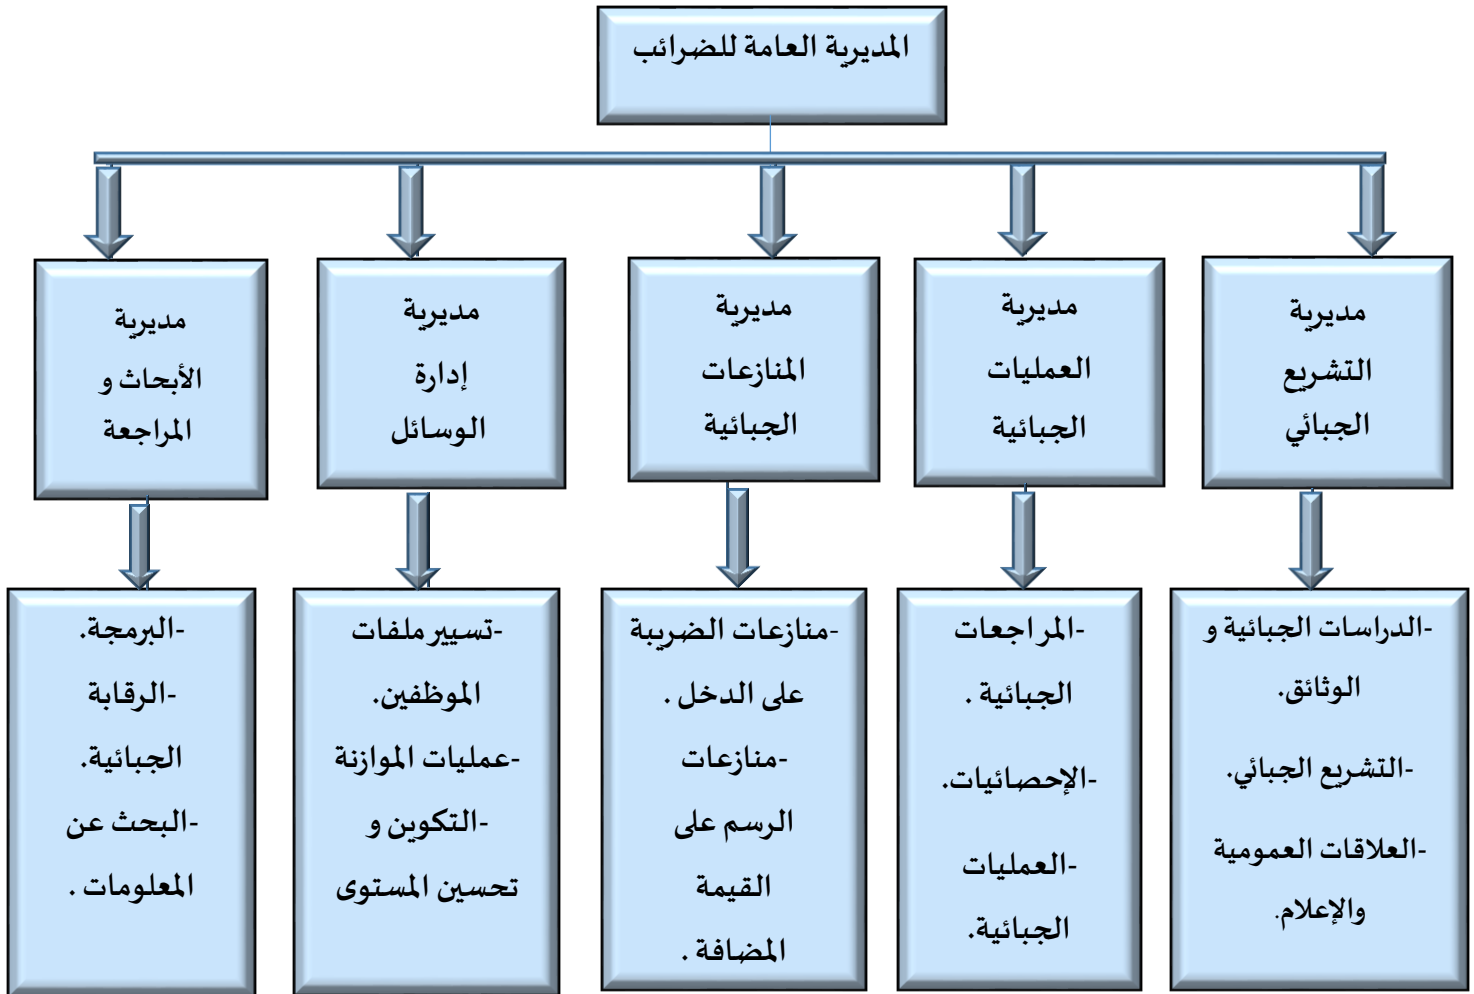 المديرية العامة للضرائب
مديرية
التشريع
الجبائي
مديرية
العمليات
الجبائية
مديرية
المنازعات
الجبائية
مديرية
إدارة
الوسائل
مديرية
الأبحاث و
المراجعة
-الدراسات الجبائية و
الوثائق.
-التشريع الجبائي.
-العلاقات العمومية
والإعلام.
-المراجعات
الجبائية .
-الإحصائيات.
-العمليات
الجبائية.
-منازعات الضريبة
على الدخل .
-منازعات
الرسم على
القيمة
المضافة .
-تسيير ملفات
الموظفين.
-عمليات الموازنة
-التكوين و
تحسين المستوى
-البرمجة.
-الرقابة
الجبائية.
-البحث عن
المعلومات .